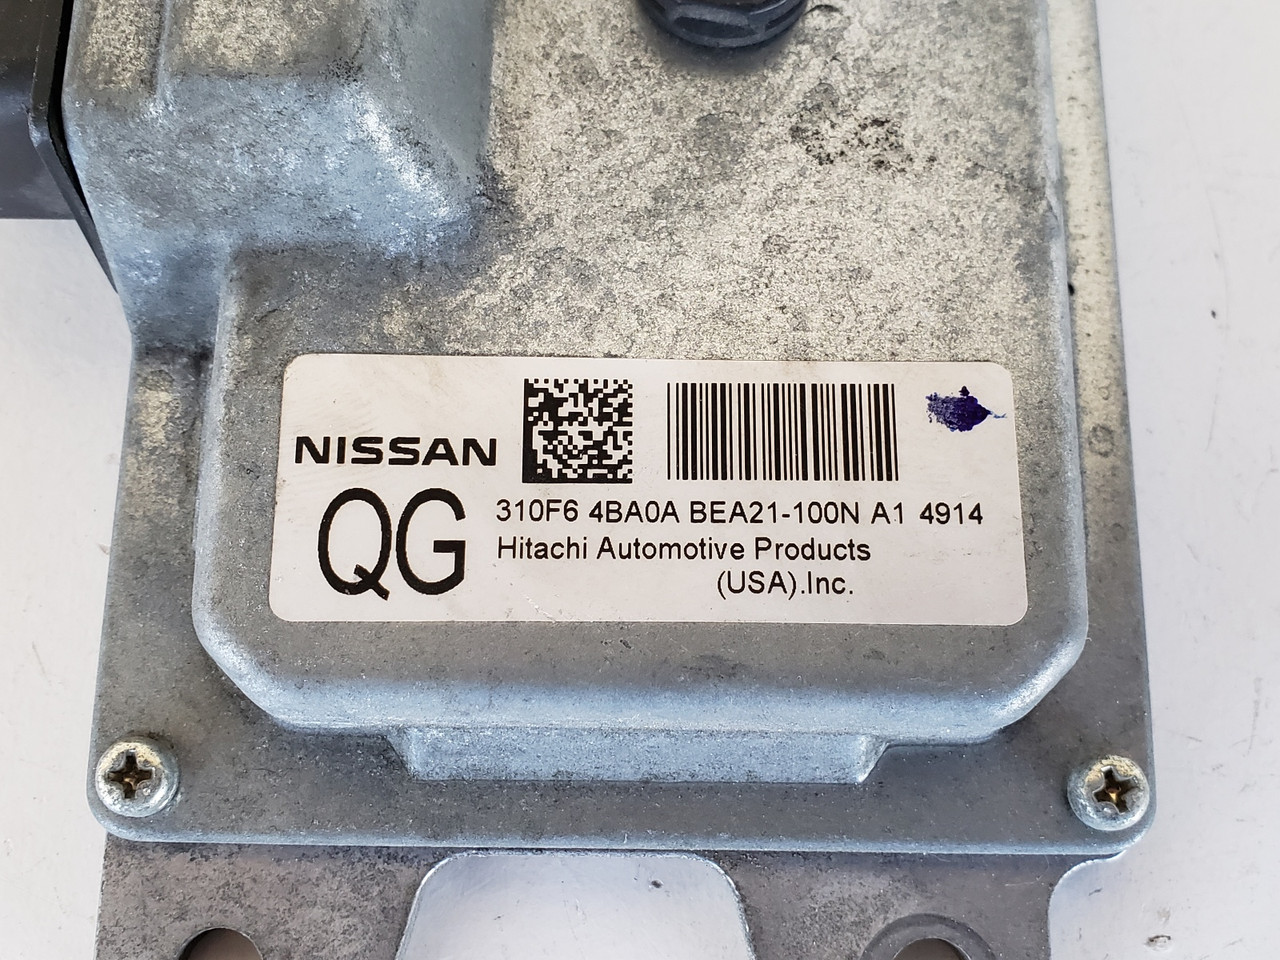 NISSAN
QG
310F6 4BA0A BEA21-100N A1 4914
Hitachi Automotive Products
(USA).Inc.